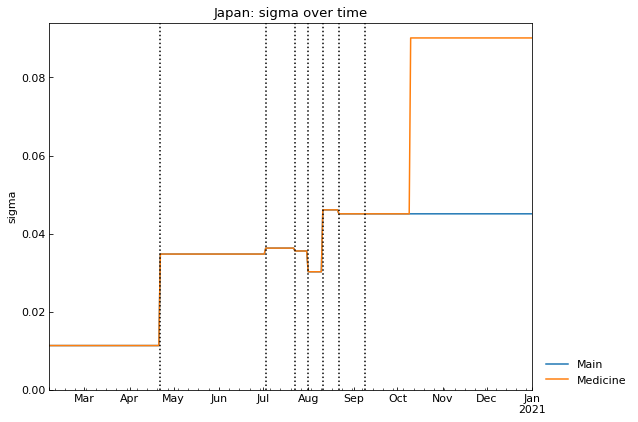 Japan: sigma over time
sigma
0.08
0.06
0.04
0.02
0.00
Mar Apr May Jun Jul Aug Sep Oct Nov Dec Jan
2021
Main
Medicine